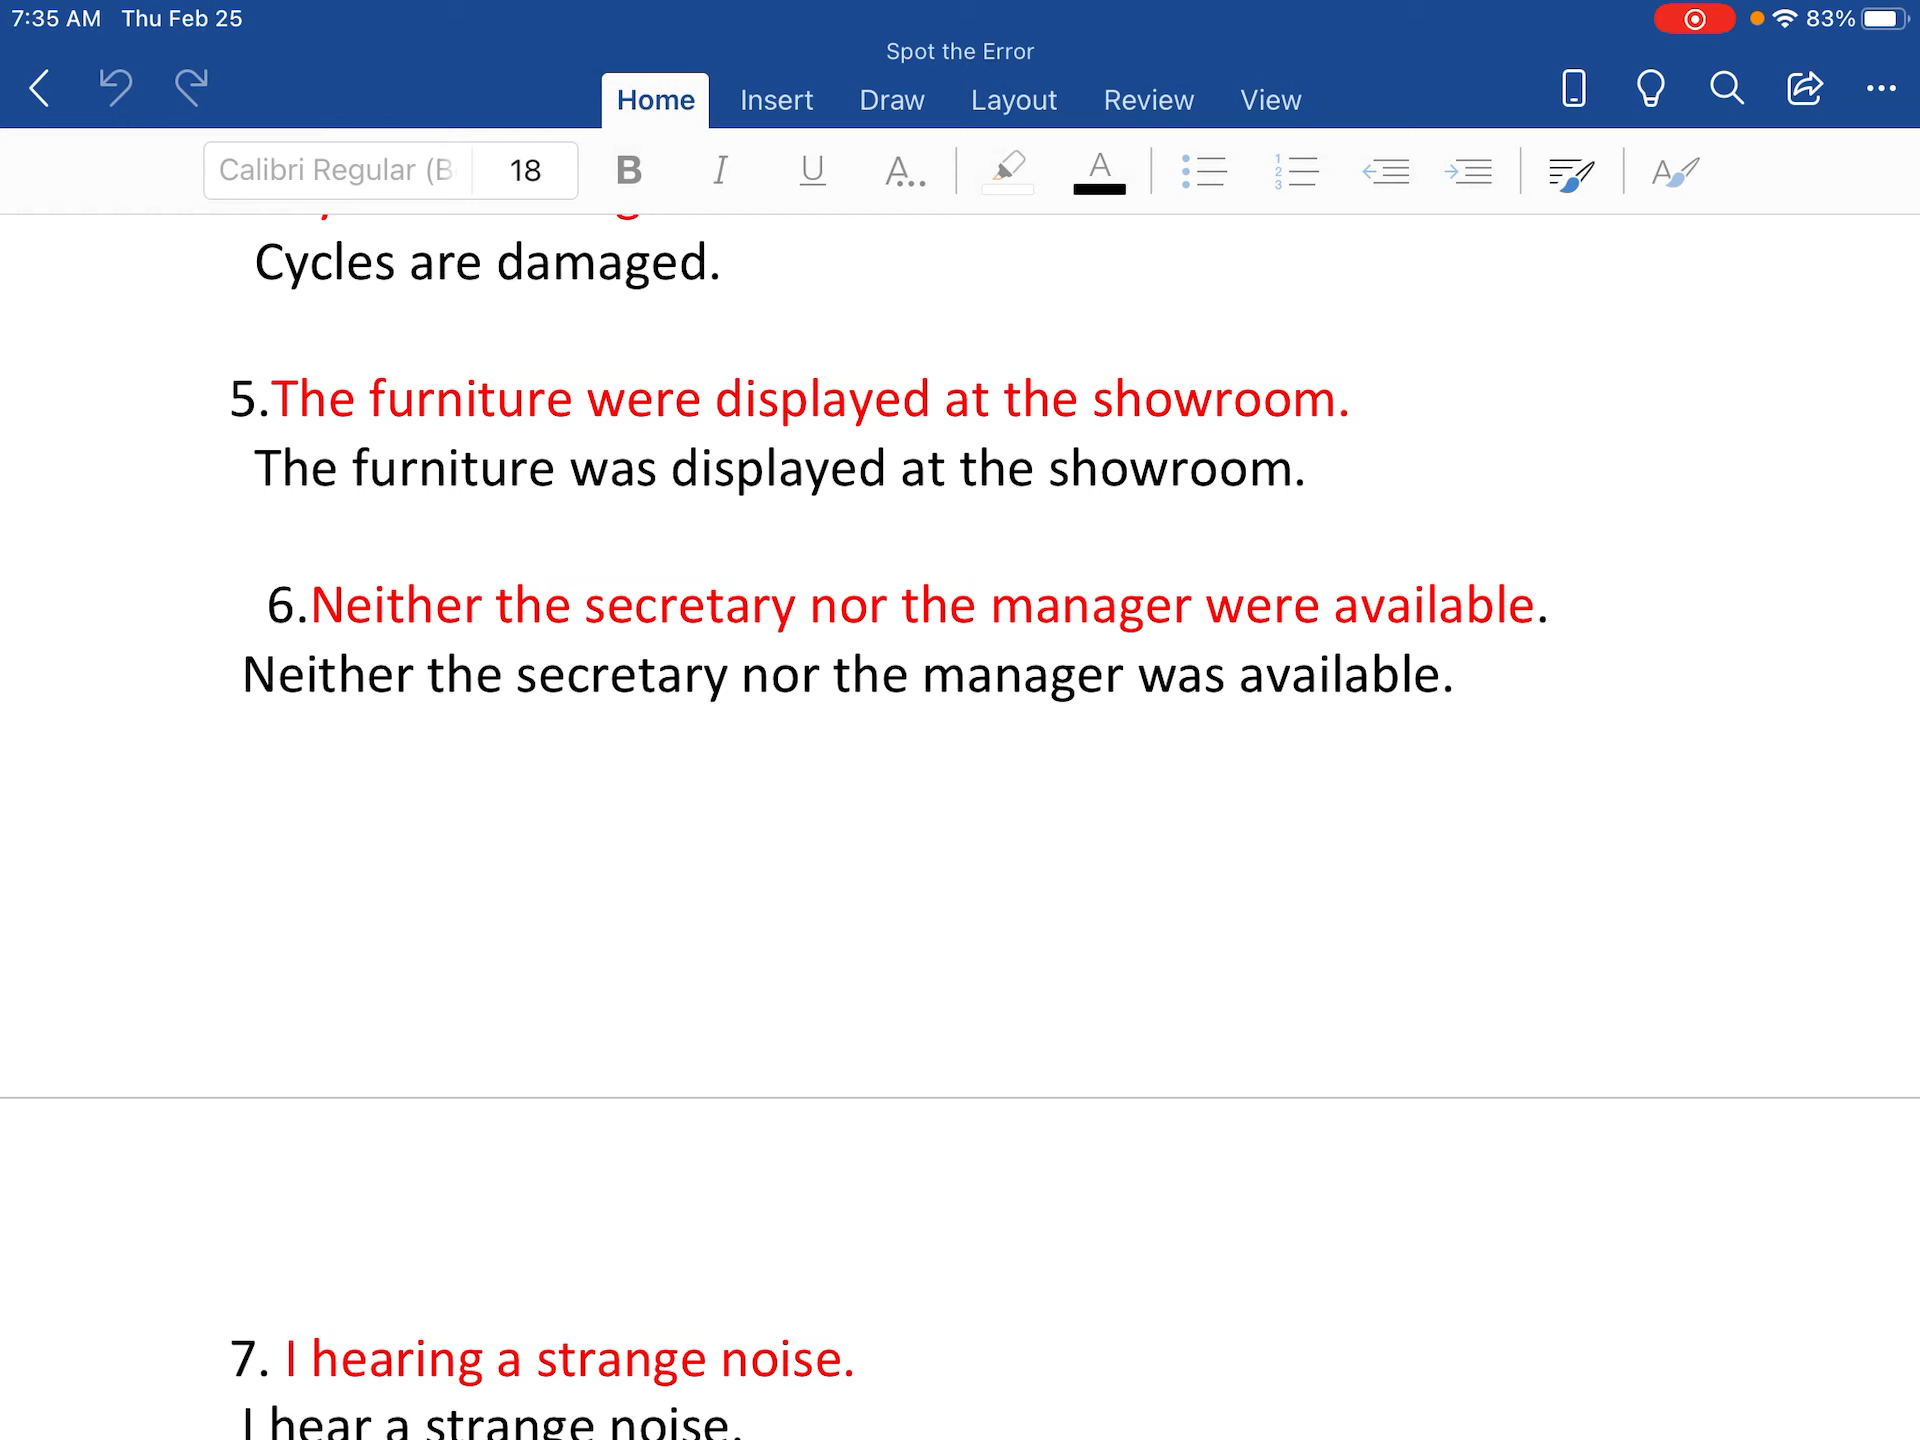 7:35 AM Thu Feb 25
83%
Spot the Error
Home Insert Draw Layout Review View
Calibri Regular (B 18 B I U A... A
Cycles are damaged.
5.The furniture were displayed at the showroom.
The furniture was displayed at the showroom.
6.Neither the secretary nor the manager were available.
Neither the secretary nor the manager was available.
7. I hearing a strange noise.
I hear a strange noise.